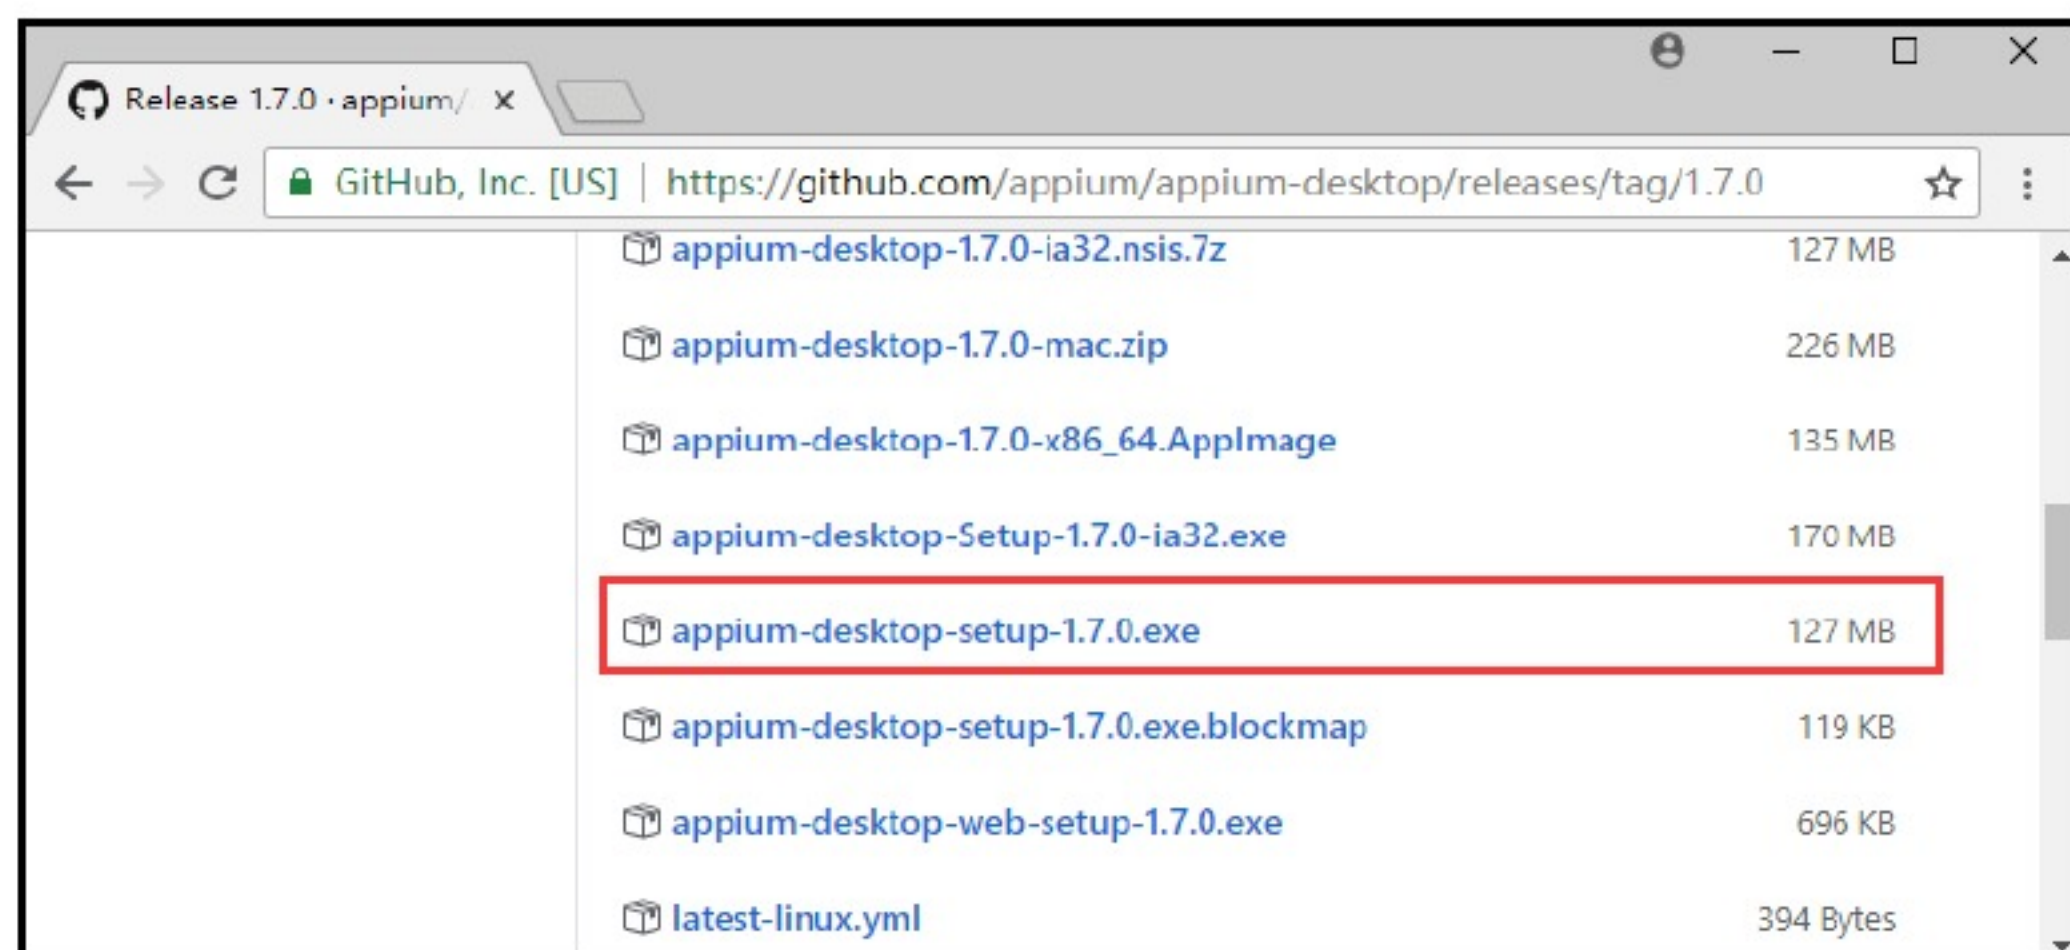 Release 1.7.0 · appium/
GitHub, Inc. [US] | https://github.com/appium/appium-desktop/releases/tag/1.7.0
appium-desktop-1.7.0-ia32.nsis.7z 127 MB
appium-desktop-1.7.0-mac.zip 226 MB
appium-desktop-1.7.0-x86_64.AppImage 135 MB
appium-desktop-Setup-1.7.0-ia32.exe 170 MB
appium-desktop-setup-1.7.0.exe 127 MB
appium-desktop-setup-1.7.0.exe.blockmap 119 KB
appium-desktop-web-setup-1.7.0.exe 696 KB
latest-linux.yml 394 Bytes